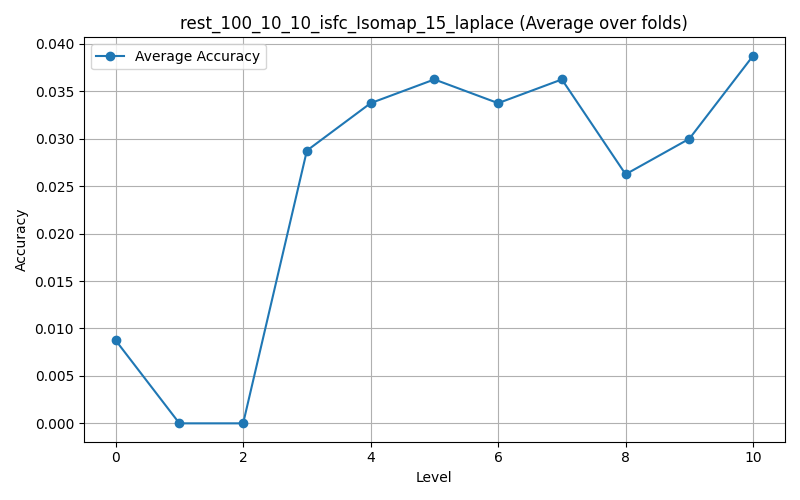 rest_100_10_10_isfc_Isomap_15_laplace (Average over folds)
Average Accuracy
0.040
0.035
0.030
0.025
0.020
0.015
0.010
0.005
0.000
Accuracy
0 2 4 6 8 10
Level